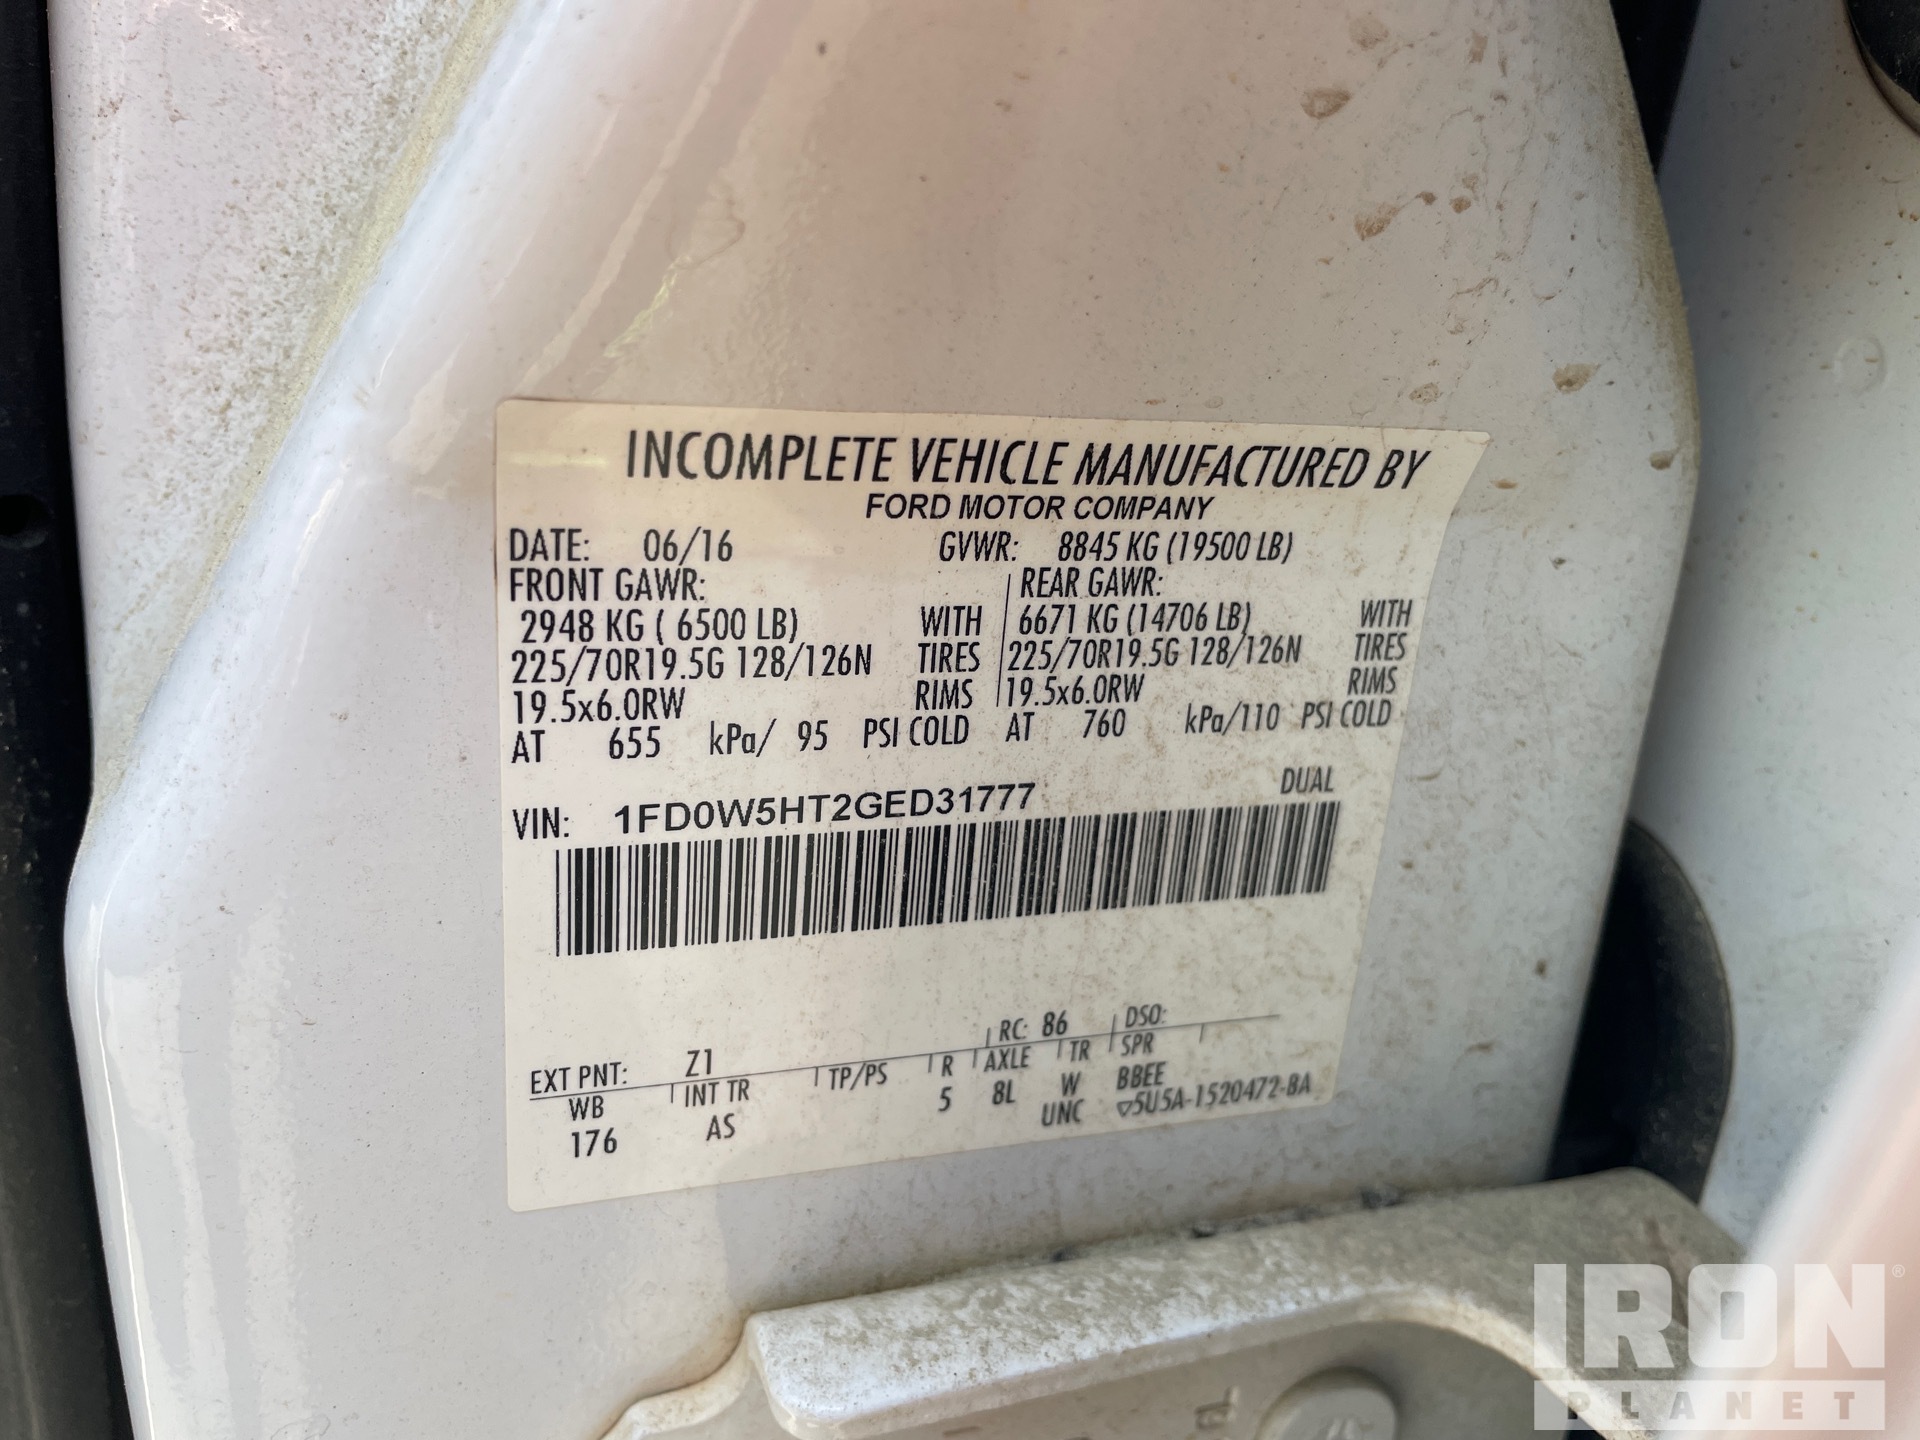 INCOMPLETE VEHICLE MANUFACTURED BY
FORD MOTOR COMPANY
DATE: 06/16 GVWR: 8845 KG (19500 LB)
FRONT GAWR: REAR GAWR:
2948 KG ( 6500 LB) WITH 6671 KG (14706 LB) WITH
225/70R19.5G 128/126N TIRES 225/70R19.5G 128/126N TIRES
19.5x6.0RW RIMS 19.5x6.0RW RIMS
AT 655 kPa/ 95 PSI COLD AT 760 kPa/110 PSI COLD
DUAL
VIN: 1FD0W5HT2GED31777
EXT PNT: Z1 RC: 86 DSO:
WB INT TR TP/PS R AXLE TR SPR
176 AS 5 8L W BBEE
UNC ▽5U5A-1520472-BA
IRON®
PLANET